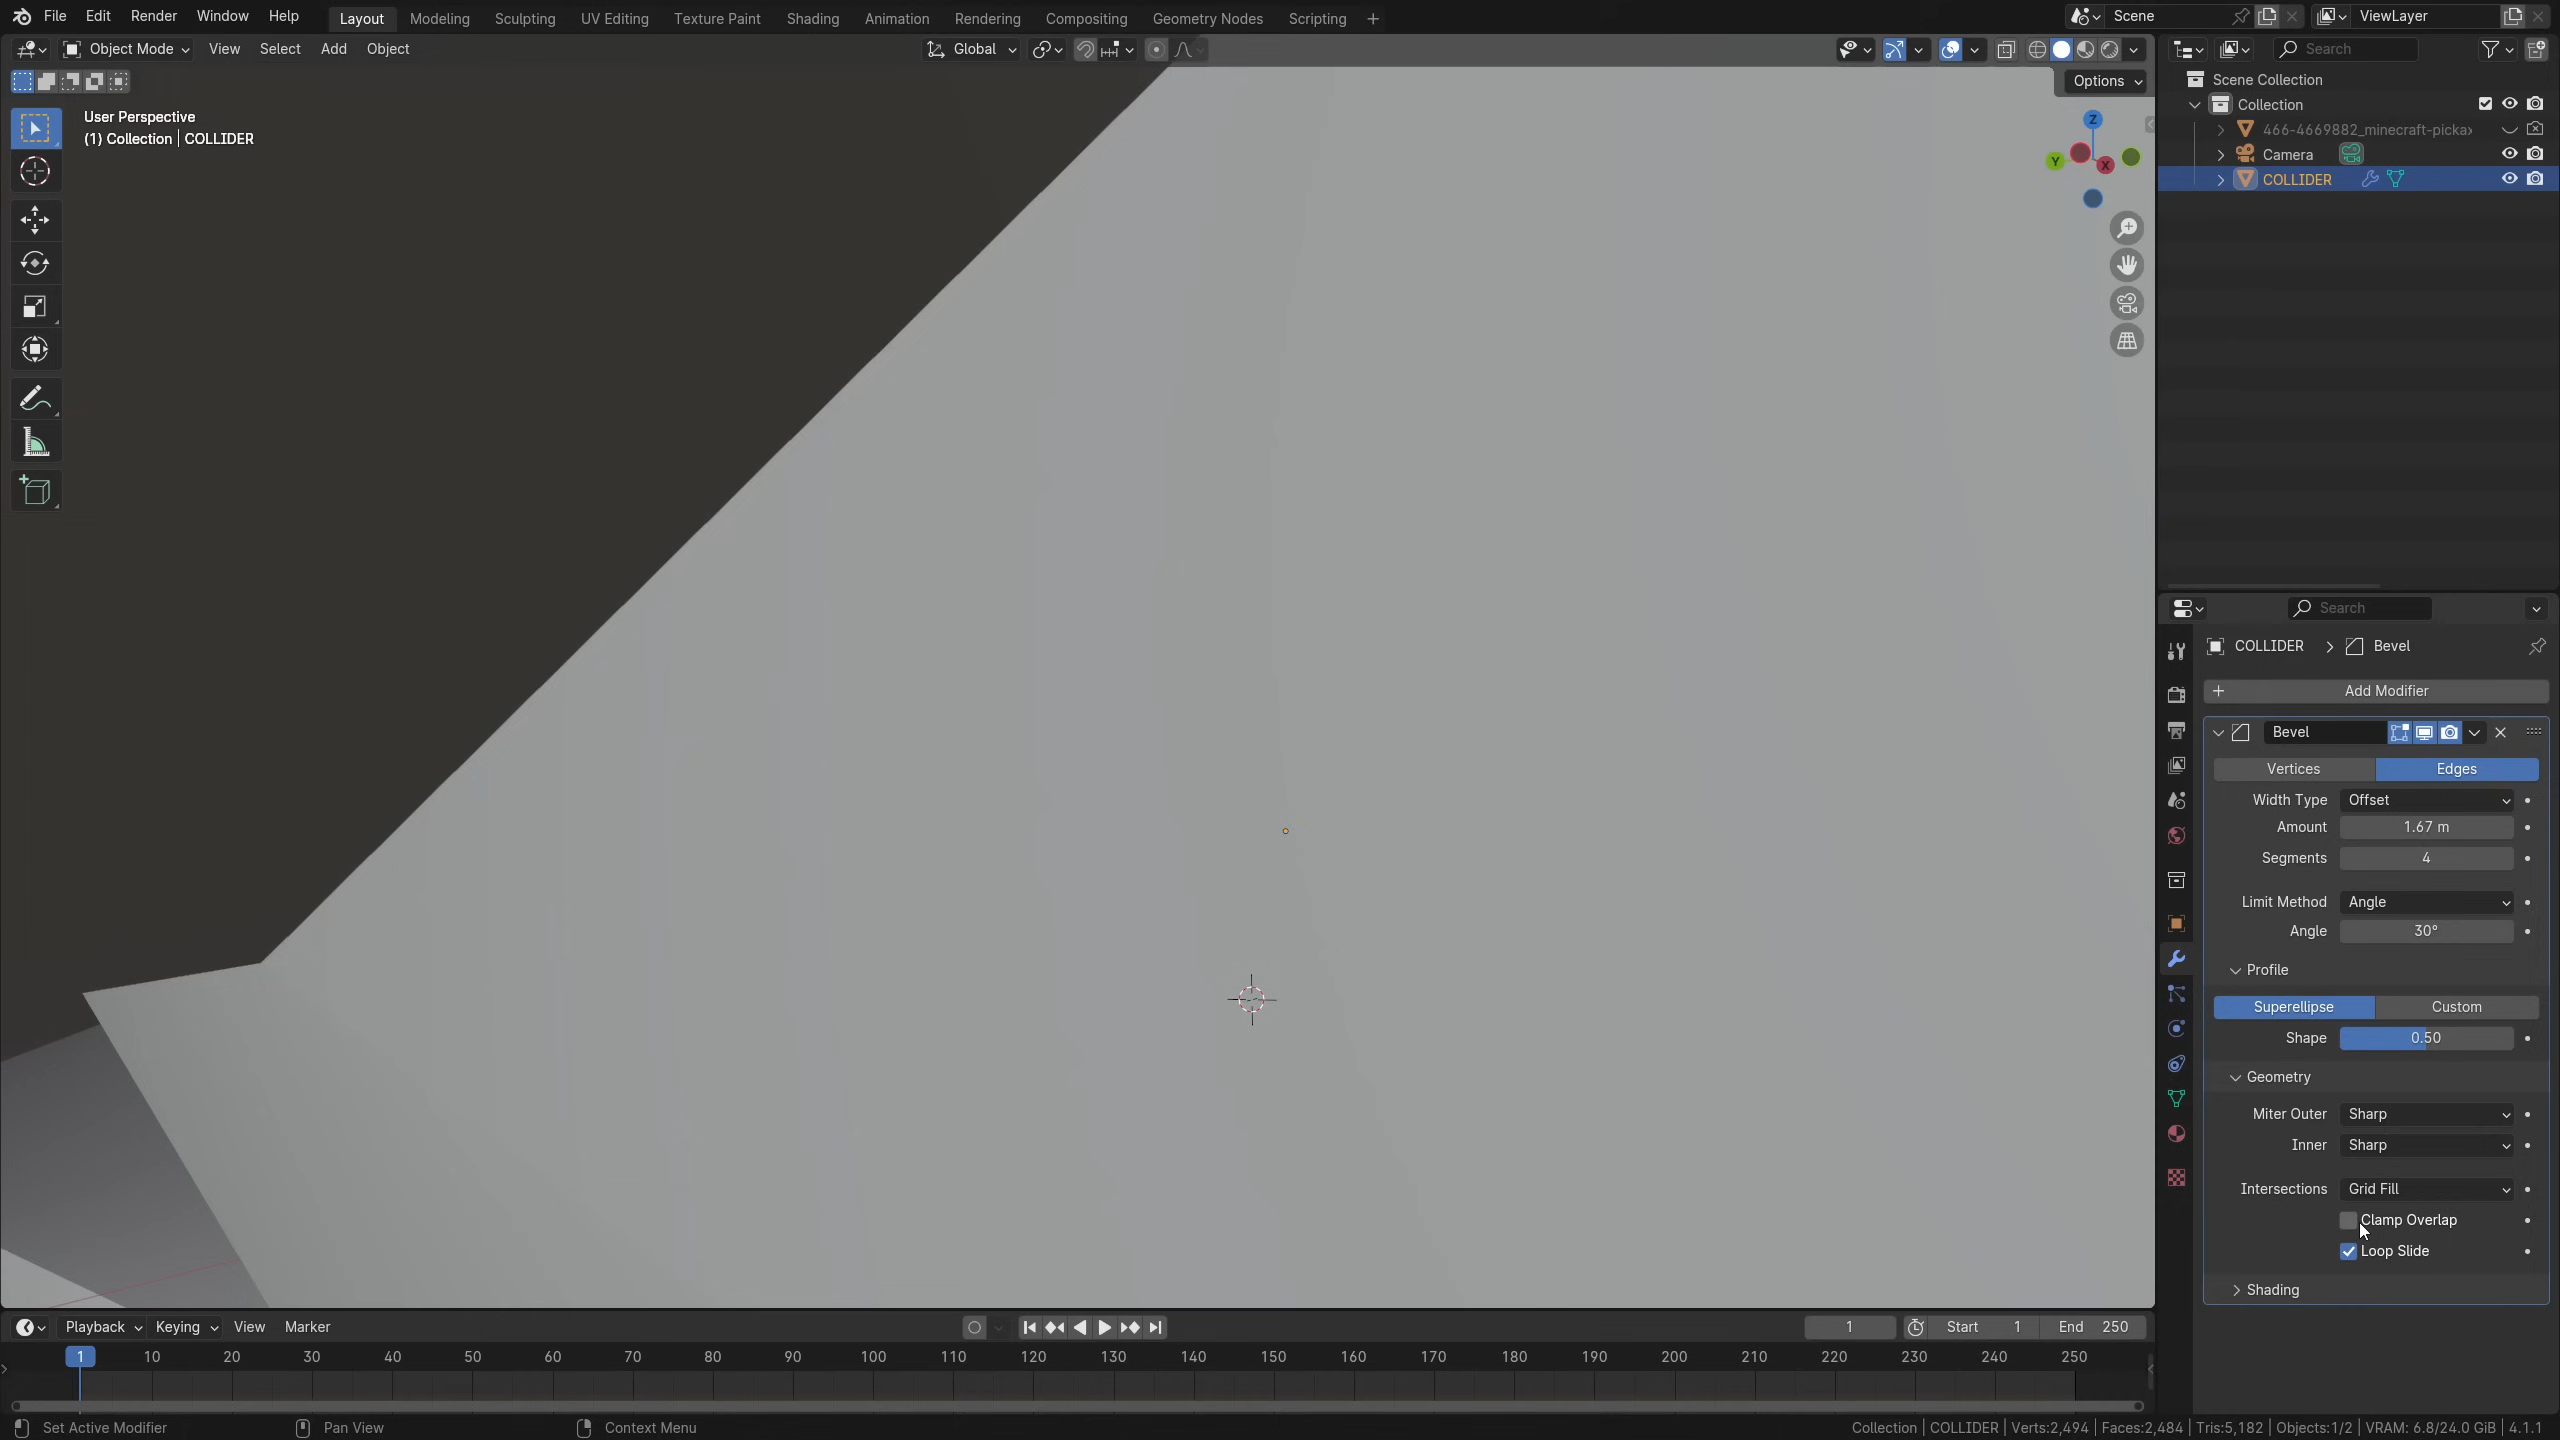 File Edit Render Window Help Layout Modeling Sculpting UV Editing Texture Paint Shading Animation Rendering Compositing Geometry Nodes Scripting + Scene ViewLayer
Object Mode View Select Add Object Global Search
Options
User Perspective
(1) Collection | COLLIDER
Z
Y
X
Scene Collection
Collection
466-4669882_minecraft-pickax
Camera
COLLIDER
Search
COLLIDER > Bevel
+ Add Modifier
Bevel
Vertices Edges
Width Type Offset
Amount 1.67 m
Segments 4
Limit Method Angle
Angle 30°
Profile
Superellipse Custom
Shape 0.50
Geometry
Miter Outer Sharp
Inner Sharp
Intersections Grid Fill
Clamp Overlap
Loop Slide
Shading
Playback Keying View Marker 1 Start 1 End 250
1 10 20 30 40 50 60 70 80 90 100 110 120 130 140 150 160 170 180 190 200 210 220 230 240 250
Set Active Modifier Pan View Context Menu Collection | COLLIDER | Verts:2,494 | Faces:2,484 | Tris:5,182 | Objects:1/2 | VRAM: 6.8/24.0 GiB | 4.1.1